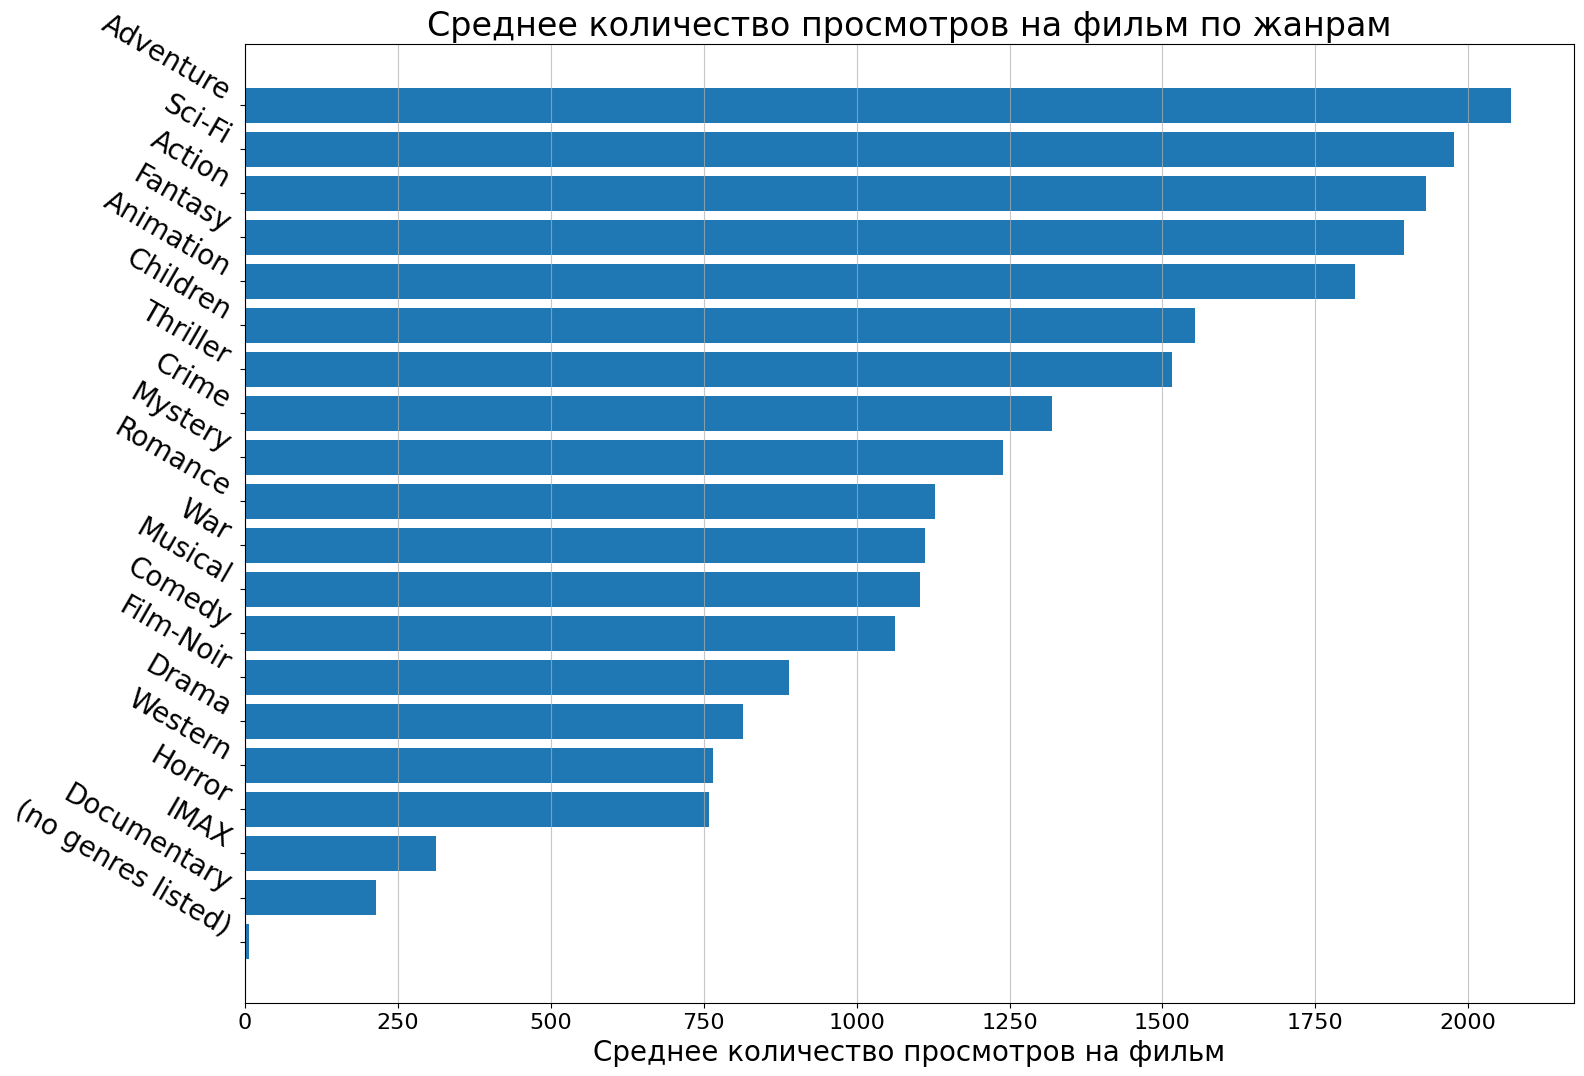 Среднее количество просмотров на фильм по жанрам
Adventure
Sci-Fi
Action
Fantasy
Animation
Children
Thriller
Crime
Mystery
Romance
War
Musical
Comedy
Film-Noir
Drama
Western
Horror
IMAX
Documentary
(no genres listed)
0 250 500 750 1000 1250 1500 1750 2000
Среднее количество просмотров на фильм